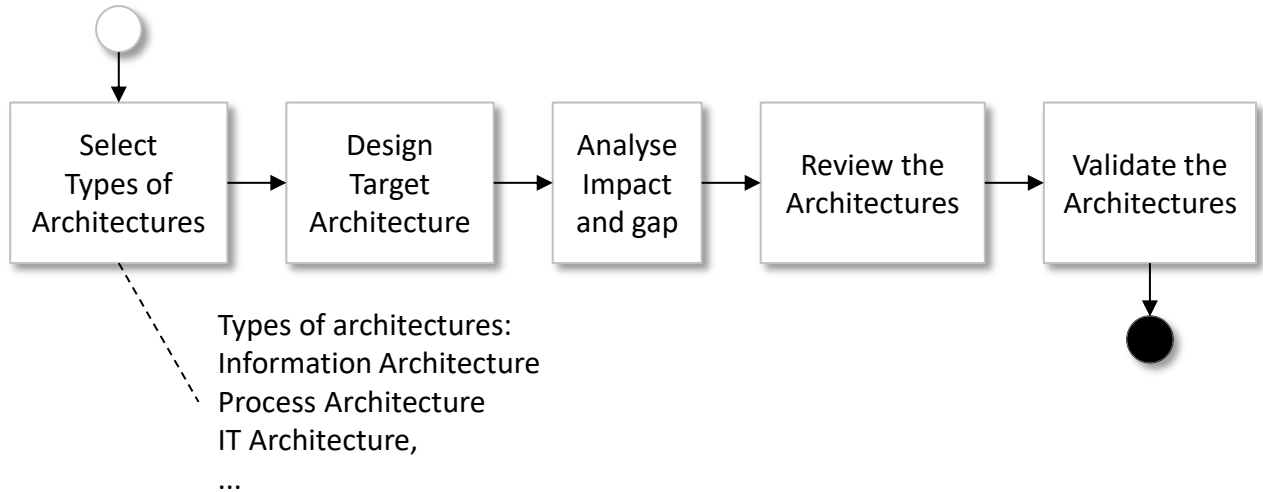 Select
Types of
Architectures
Design
Target
Architecture
Analyse
Impact
and gap
Review the
Architectures
Validate the
Architectures
Types of architectures:
Information Architecture
Process Architecture
IT Architecture,
...